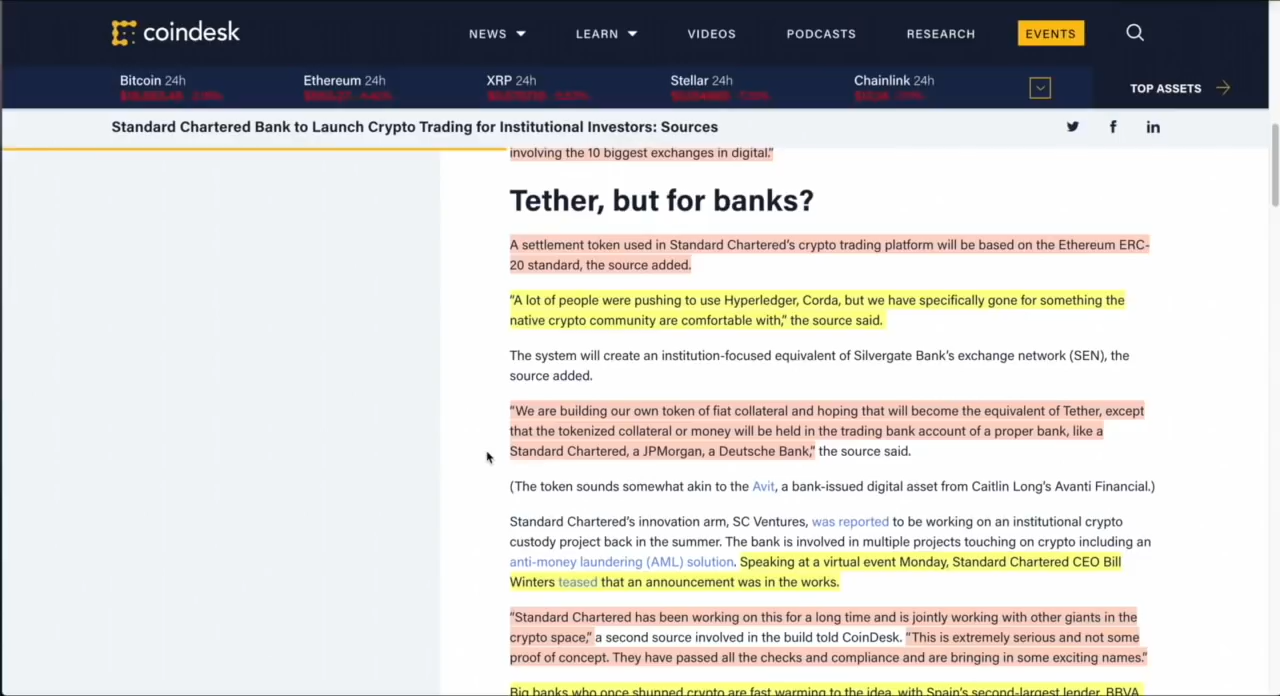 coindesk
NEWS LEARN VIDEOS PODCASTS RESEARCH EVENTS
Bitcoin 24h Ethereum 24h XRP 24h Stellar 24h Chainlink 24h
TOP ASSETS
Standard Chartered Bank to Launch Crypto Trading for Institutional Investors: Sources
involving the 10 biggest exchanges in digital.”
Tether, but for banks?
A settlement token used in Standard Chartered’s crypto trading platform will be based on the Ethereum ERC-
20 standard, the source added.
“A lot of people were pushing to use Hyperledger, Corda, but we have specifically gone for something the
native crypto community are comfortable with,” the source said.
The system will create an institution-focused equivalent of Silvergate Bank’s exchange network (SEN), the
source added.
“We are building our own token of fiat collateral and hoping that will become the equivalent of Tether, except
that the tokenized collateral or money will be held in the trading bank account of a proper bank, like a
Standard Chartered, a JPMorgan, a Deutsche Bank,” the source said.
(The token sounds somewhat akin to the Avit, a bank-issued digital asset from Caitlin Long’s Avanti Financial.)
Standard Chartered’s innovation arm, SC Ventures, was reported to be working on an institutional crypto
custody project back in the summer. The bank is involved in multiple projects touching on crypto including an
anti-money laundering (AML) solution. Speaking at a virtual event Monday, Standard Chartered CEO Bill
Winters teased that an announcement was in the works.
“Standard Chartered has been working on this for a long time and is jointly working with other giants in the
crypto space,” a second source involved in the build told CoinDesk. “This is extremely serious and not some
proof of concept. They have passed all the checks and compliance and are bringing in some exciting names.”
Big banks who once shunned crypto are fast warming to the idea, with Spain’s second-largest lender, BBVA,